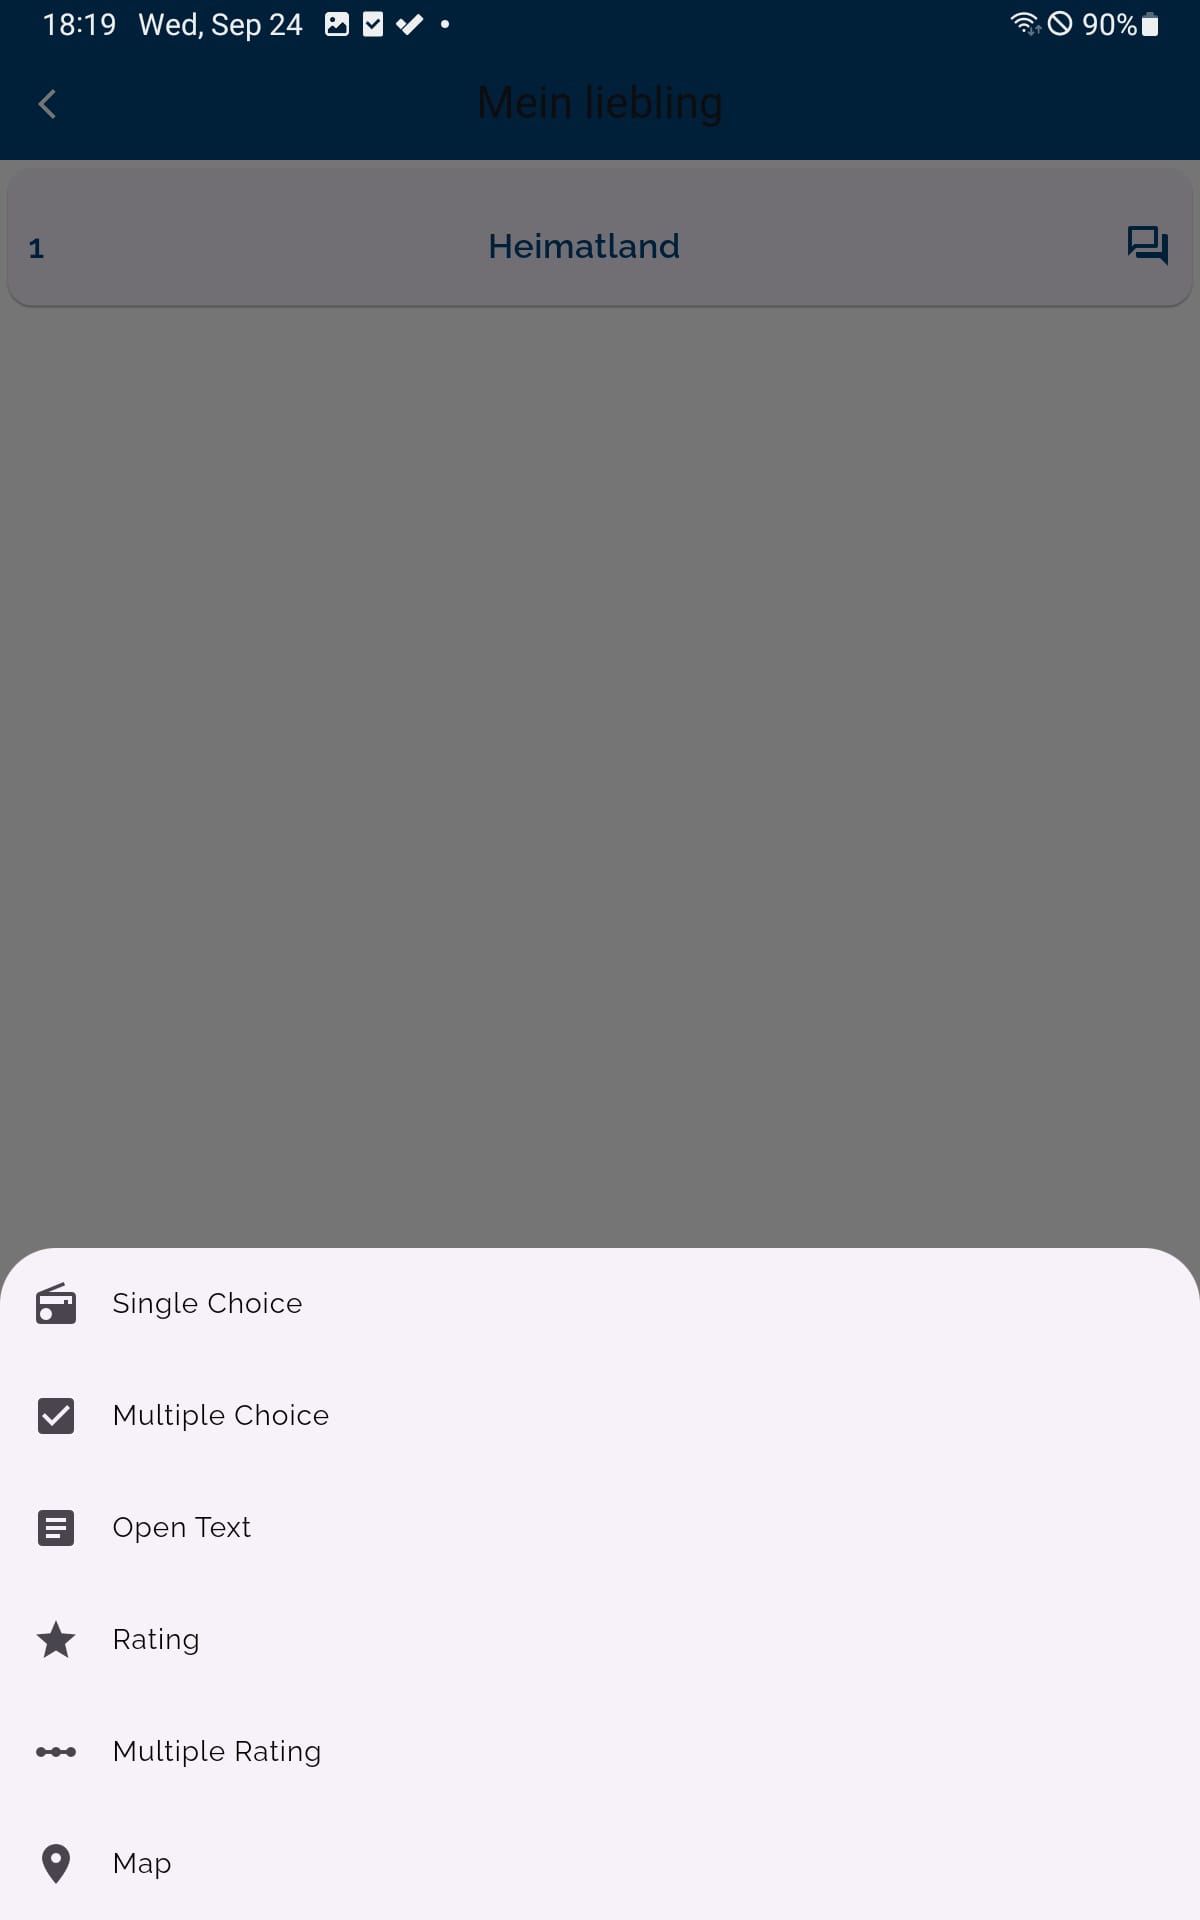 18:19 Wed, Sep 24 90%
Mein liebling
1 Heimatland
Single Choice
Multiple Choice
Open Text
Rating
Multiple Rating
Map